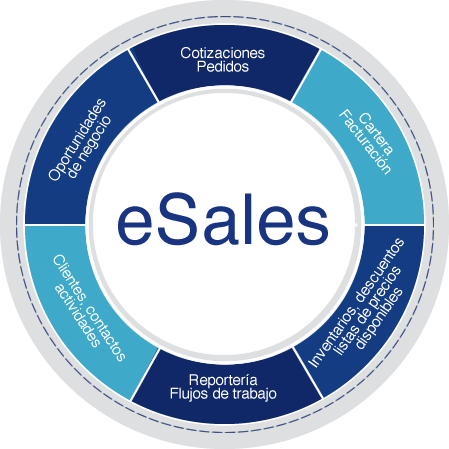 Cotizaciones
Pedidos
Cartera
Facturación
Inventarios, descuentos
listas de precios
disponibles
Reportería
Flujos de trabajo
Clientes, contactos
actividades
Oportunidades
de negocio
eSales